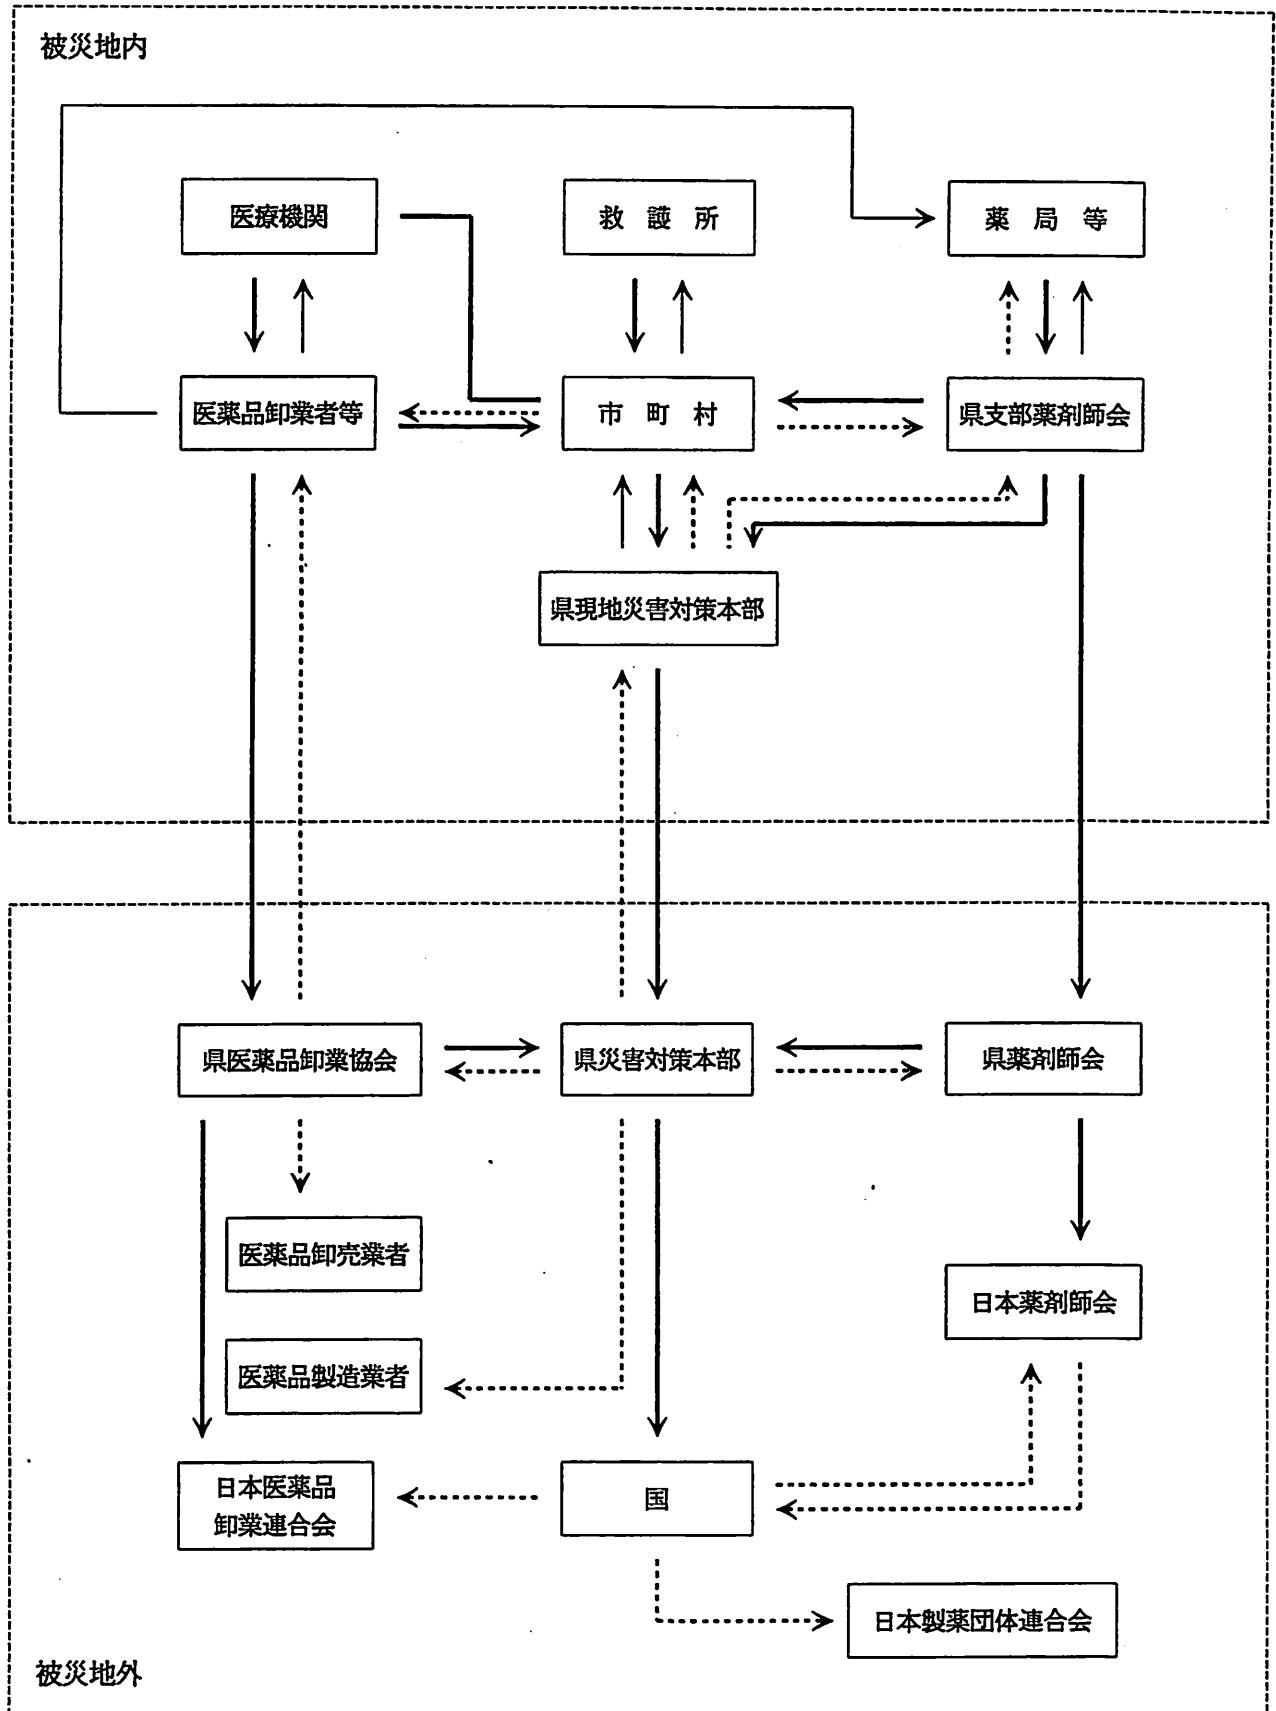 被災地内
医療機関
救護所
薬局等
医薬品卸業者等
市町村
県支部薬剤師会
県現地災害対策本部
県医薬品卸業協会
県災害対策本部
県薬剤師会
医薬品卸売業者
日本薬剤師会
医薬品製造業者
日本医薬品
卸業連合会
国
日本製薬団体連合会
被災地外